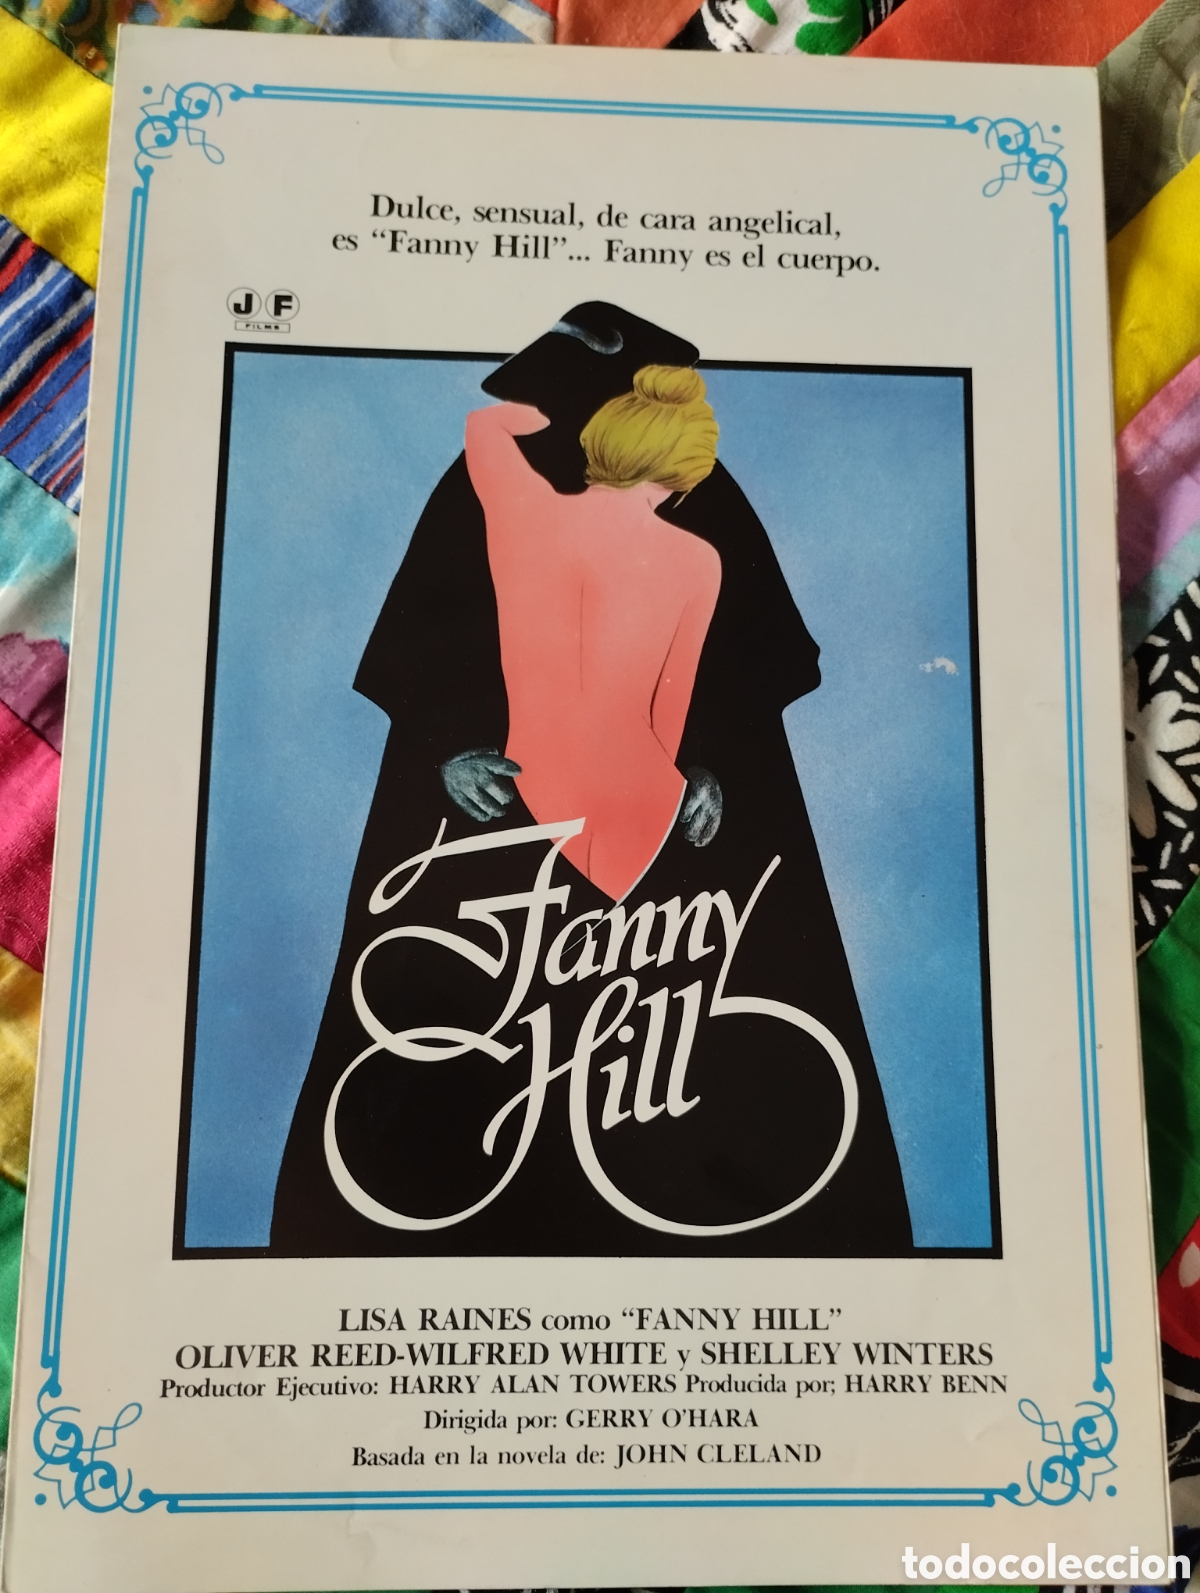 Dulce, sensual, de cara angelical,
es “Fanny Hill”... Fanny es el cuerpo.
J F
FILMS
Fanny
Hill
LISA RAINES como “FANNY HILL”
OLIVER REED-WILFRED WHITE y SHELLEY WINTERS
Productor Ejecutivo: HARRY ALAN TOWERS Producida por; HARRY BENN
Dirigida por: GERRY O’HARA
Basada en la novela de: JOHN CLELAND
todocoleccion